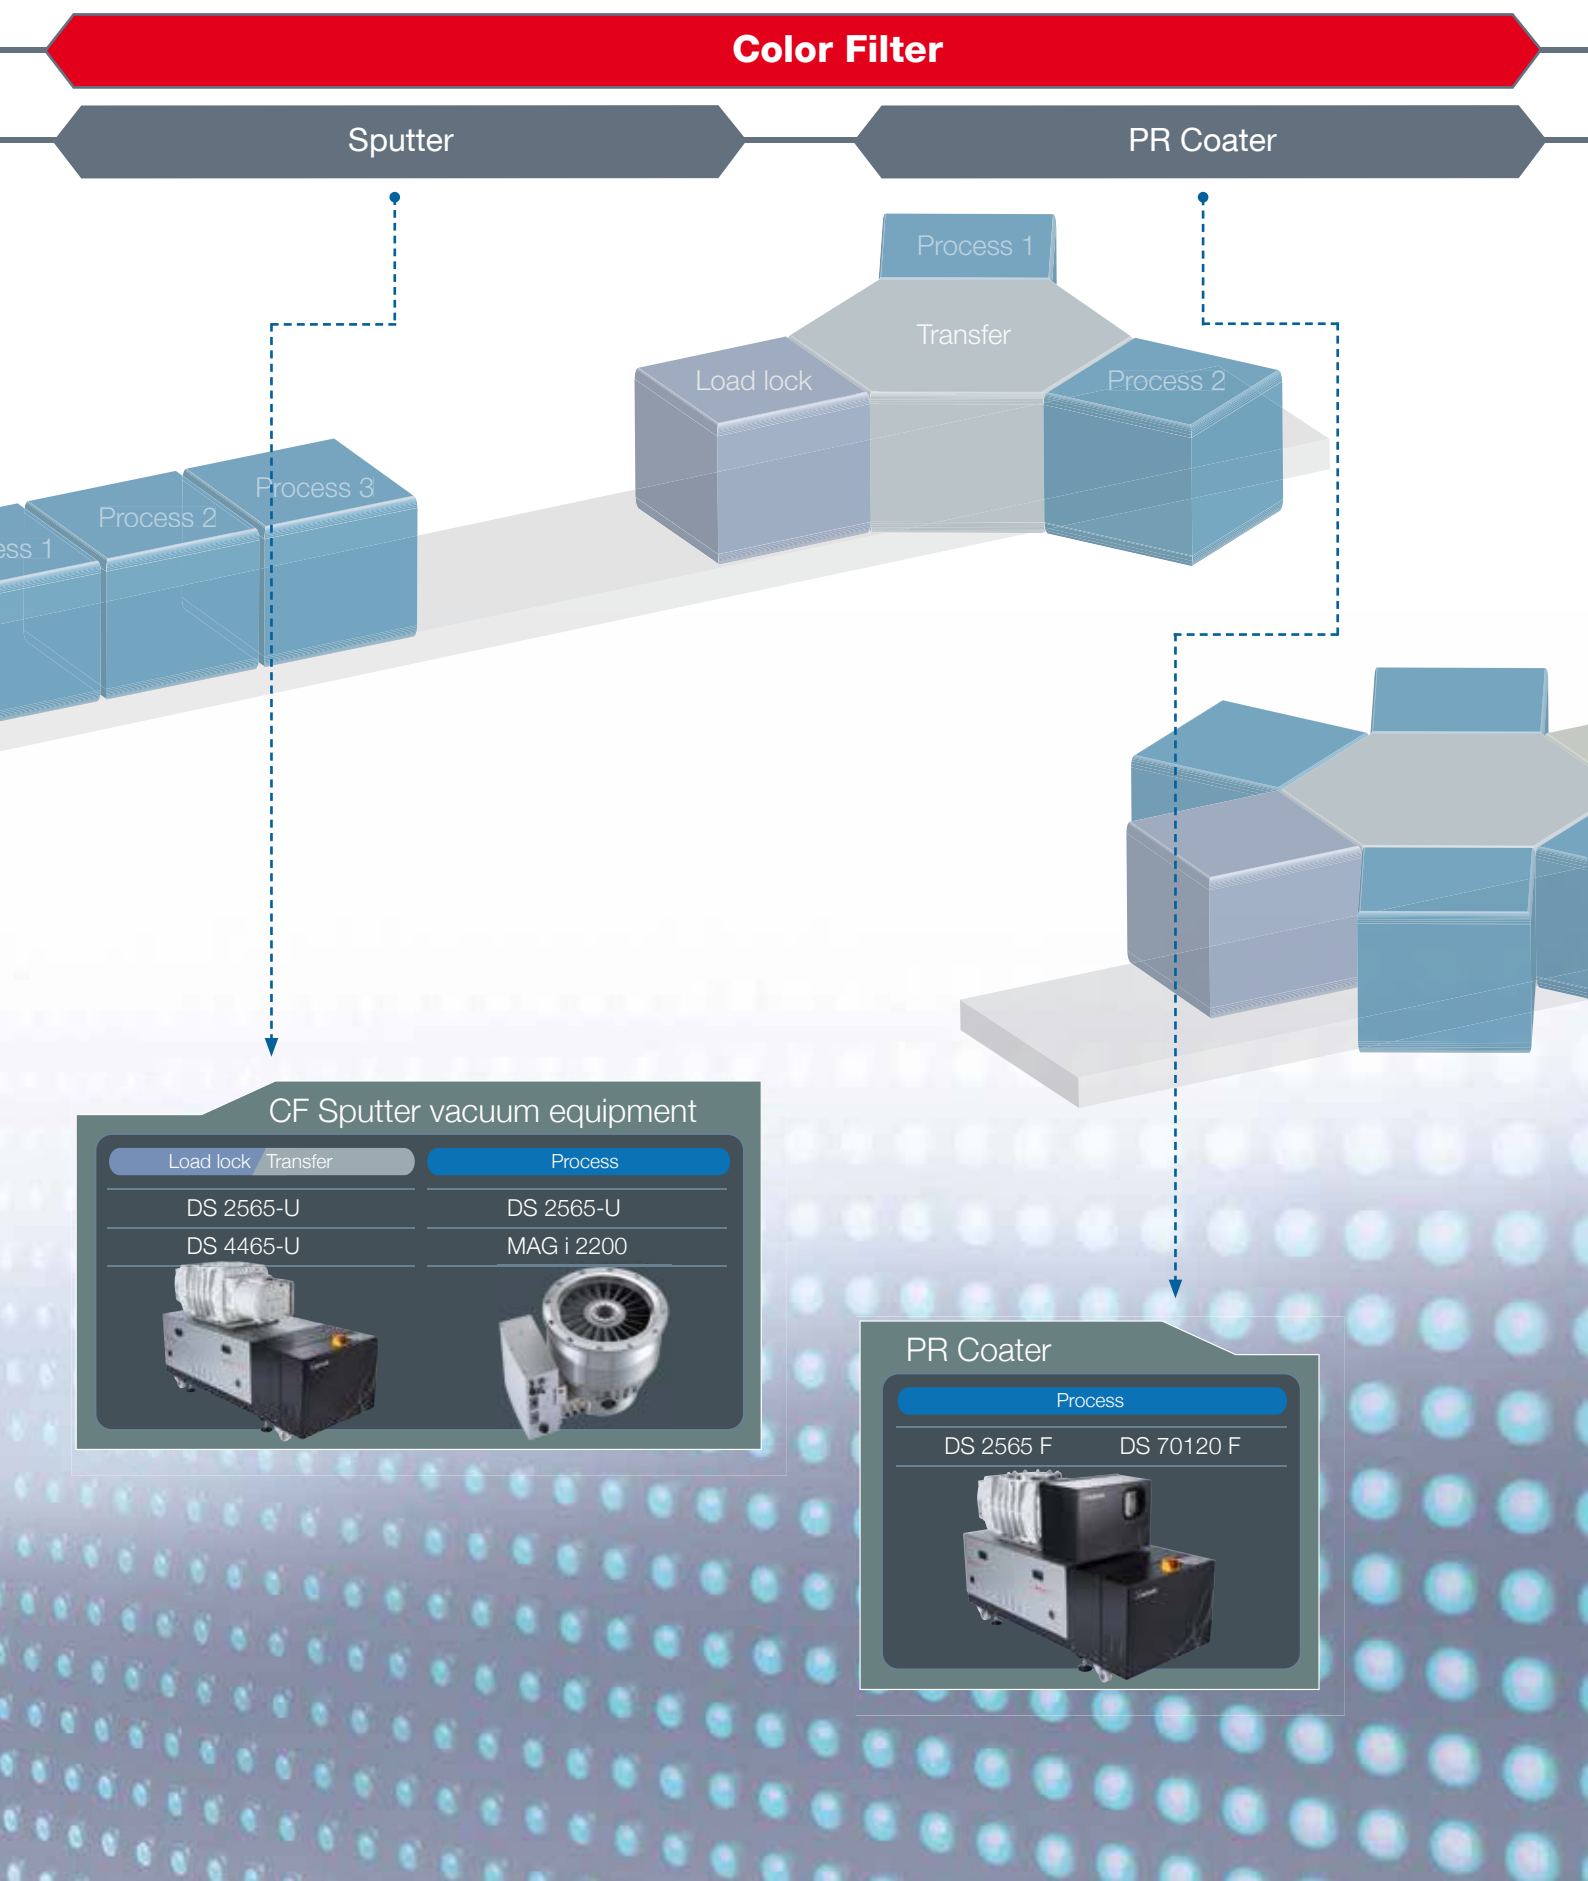 Color Filter
Sputter
PR Coater
Process 1
Transfer
Load lock
Process 2
Process 3
Process 2
ess 1
CF Sputter vacuum equipment
Load lock Transfer
Process
DS 2565-U
DS 2565-U
DS 4465-U
MAG i 2200
PR Coater
Process
DS 2565 F DS 70120 F